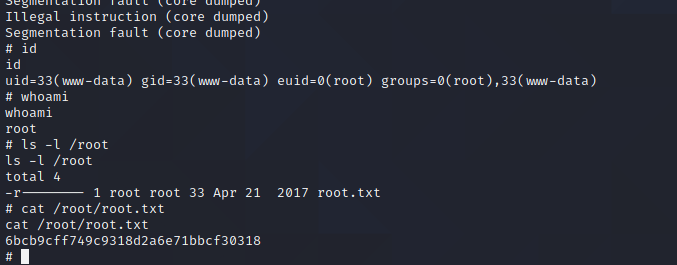 Segmentation fault (core dumped)
Illegal instruction (core dumped)
Segmentation fault (core dumped)
# id
id
uid=33(www-data) gid=33(www-data) euid=0(root) groups=0(root),33(www-data)
# whoami
whoami
root
# ls -l /root
ls -l /root
total 4
-r-------- 1 root root 33 Apr 21  2017 root.txt
# cat /root/root.txt
cat /root/root.txt
6bcb9cff749c9318d2a6e71bbcf30318
#